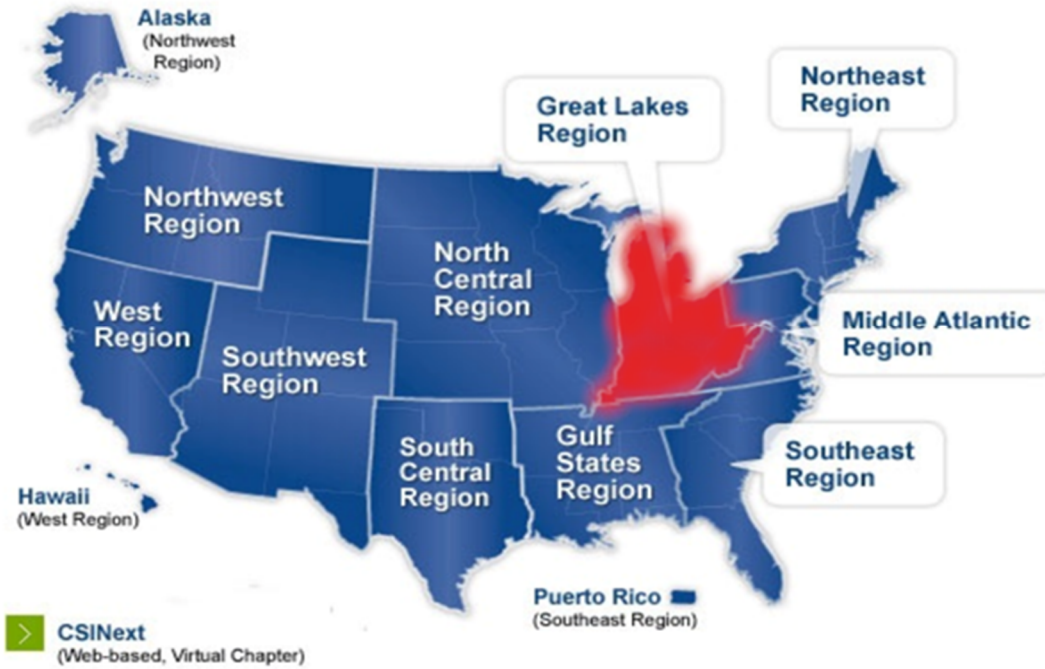 Alaska
(Northwest
Region)
Great Lakes
Region
Northeast
Region
Northwest
Region
North
Central
Region
West
Region
Middle Atlantic
Region
Southwest
Region
South
Central
Region
Gulf
States
Region
Southeast
Region
Hawaii
(West Region)
Puerto Rico
(Southeast Region)
CSINext
(Web-based, Virtual Chapter)